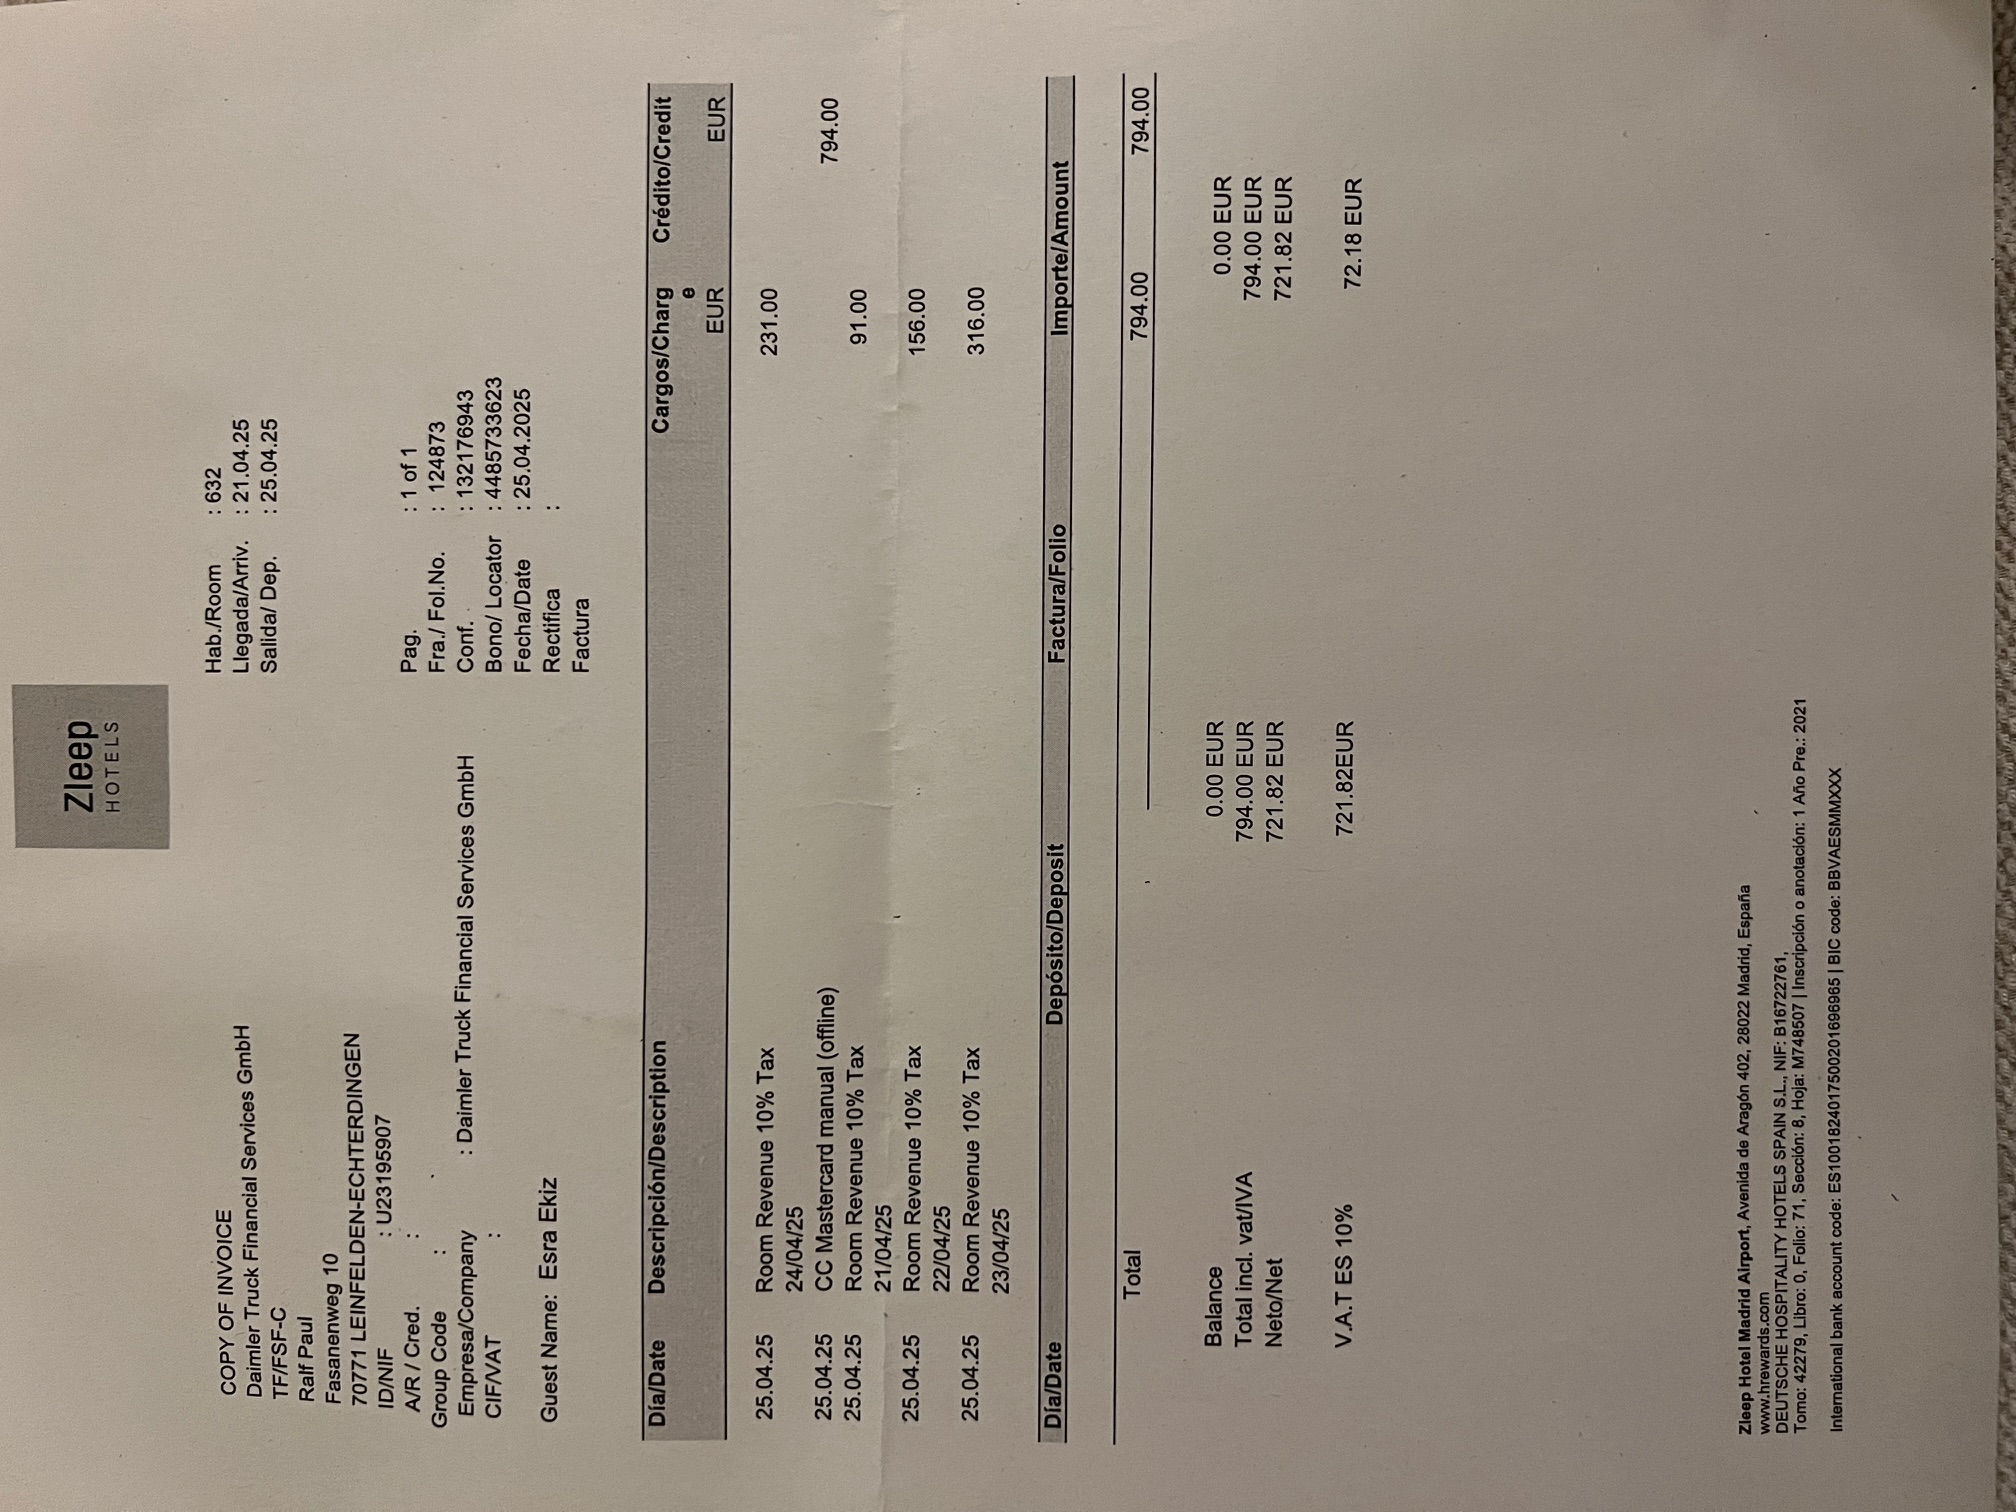 Zleep
HOTELS
COPY OF INVOICE
Daimler Truck Financial Services GmbH
TF/FSF-C
Ralf Paul
Fasanenweg 10
70771 LEINFELDEN-ECHTERDINGEN
ID/NIF : U23195907
A/R / Cred. :
Group Code :
Empresa/Company : Daimler Truck Financial Services GmbH
CIF/VAT :
Guest Name: Esra Ekiz
Hab./Room : 632
Llegada/Arriv. : 21.04.25
Salida/ Dep. : 25.04.25
Pag. : 1 of 1
Fra./ Fol.No. : 124873
Conf. : 132176943
Bono/ Locator : 4485733623
Fecha/Date : 25.04.2025
Rectifica :
Factura
Día/Date Descripción/Description Cargos/Charg Crédito/Credit
e
EUR EUR
25.04.25 Room Revenue 10% Tax 231.00
24/04/25
25.04.25 CC Mastercard manual (offline) 794.00
25.04.25 Room Revenue 10% Tax 91.00
21/04/25
25.04.25 Room Revenue 10% Tax 156.00
22/04/25
25.04.25 Room Revenue 10% Tax 316.00
23/04/25
Día/Date Depósito/Deposit Factura/Folio Importe/Amount
Total 794.00 794.00
Balance 0.00 EUR 0.00 EUR
Total incl. vat/IVA 794.00 EUR 794.00 EUR
Neto/Net 721.82 EUR 721.82 EUR
V.A.T ES 10% 721.82EUR 72.18 EUR
Zleep Hotel Madrid Airport, Avenida de Aragón 402, 28022 Madrid, España
www.hrewards.com
DEUTSCHE HOSPITALITY HOTELS SPAIN S.L., NIF: B16722761,
Tomo: 42279, Libro: 0, Folio: 71, Sección: 8, Hoja: M748507 | Inscripción o anotación: 1 Año Pre.: 2021
International bank account code: ES1001824017500201696965 | BIC code: BBVAESMMXXX